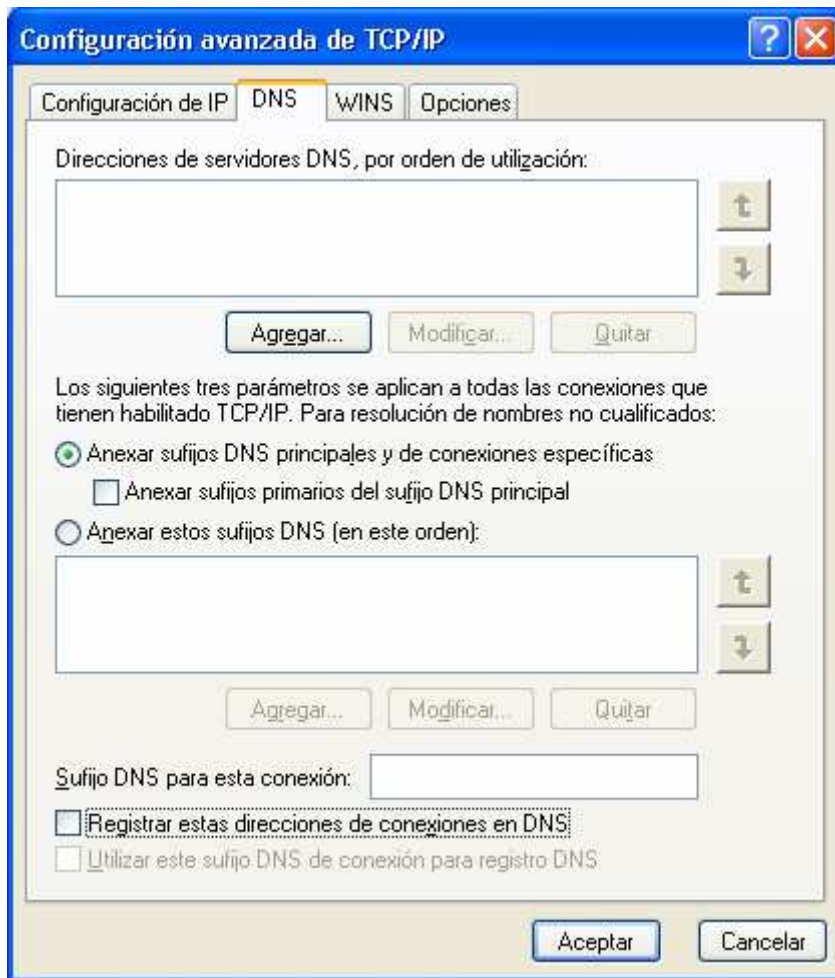 Configuración avanzada de TCP/IP
Configuración de IP DNS WINS Opciones
Direcciones de servidores DNS, por orden de utilización:
Agregar... Modificar... Quitar
Los siguientes tres parámetros se aplican a todas las conexiones que
tienen habilitado TCP/IP. Para resolución de nombres no cualificados:
Anexar sufijos DNS principales y de conexiones específicas
Anexar sufijos primarios del sufijo DNS principal
Anexar estos sufijos DNS (en este orden):
Agregar... Modificar... Quitar
Sufijo DNS para esta conexión:
Registrar estas direcciones de conexiones en DNS
Utilizar este sufijo DNS de conexión para registro DNS
Aceptar Cancelar